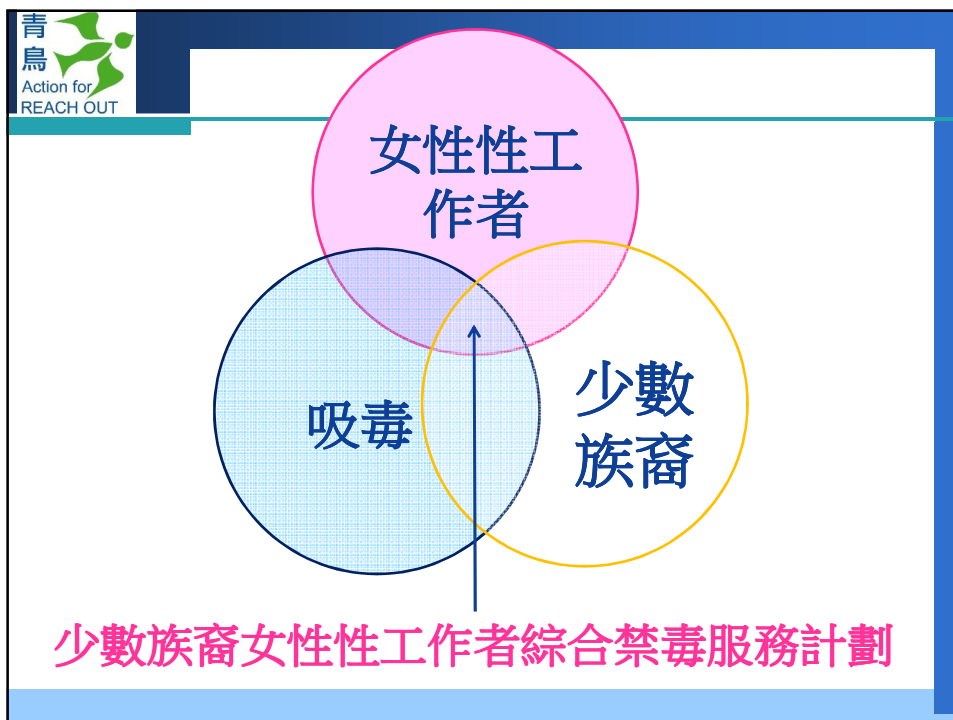 青
鳥
Action for
REACH OUT
女性性工
作者
吸毒
少數
族裔
少數族裔女性性工作者綜合禁毒服務計劃